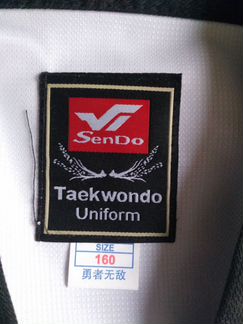 SenDo
Taekwondo
Uniform
SIZE
160
勇者无敌